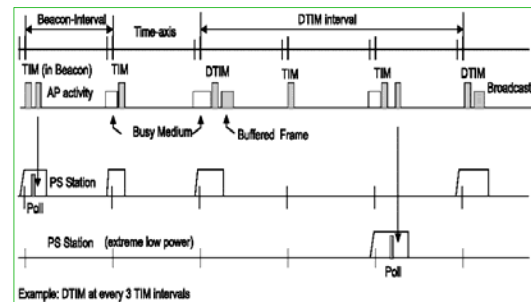 Beacon-Interval
Time-axis
DTIM interval
TIM (in Beacon)
TIM
DTIM
TIM
TIM
DTIM
AP activity
Broadcast
Busy Medium
Buffered Frame
PS Station
Poll
PS Station (extreme low power)
Poll
Example: DTIM at every 3 TIM intervals